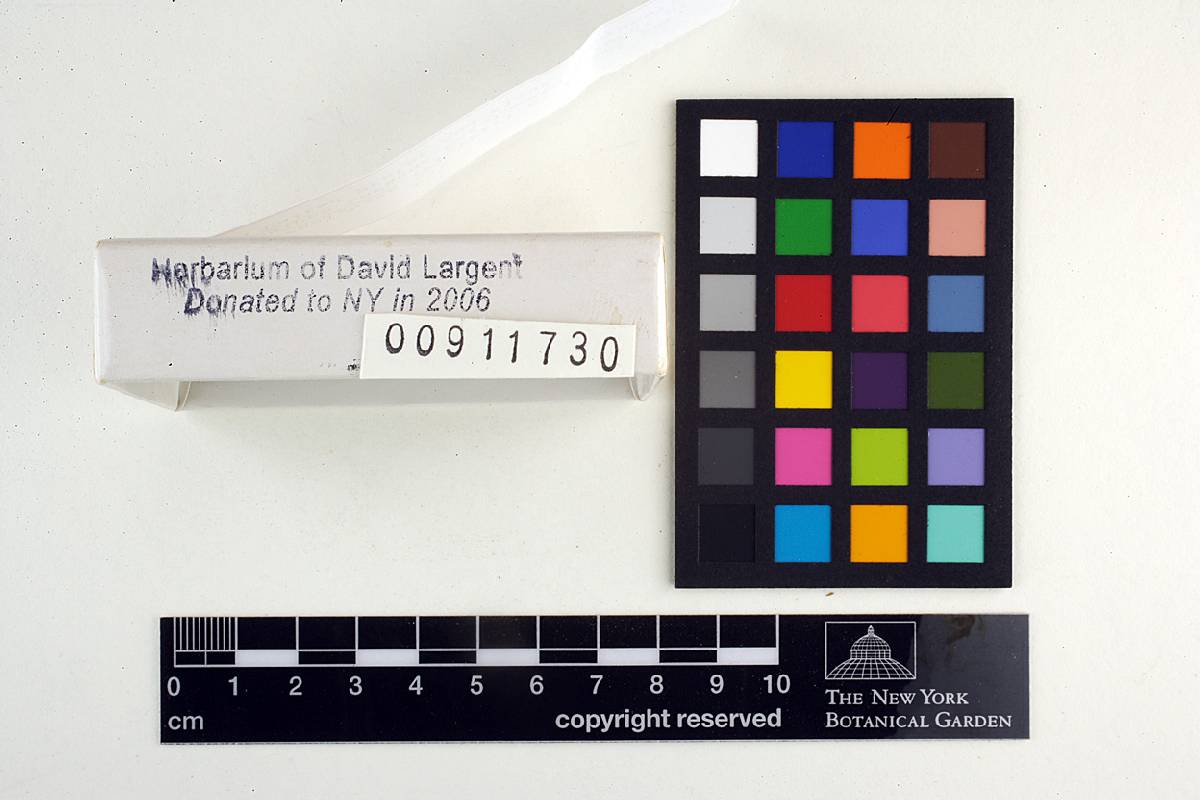 Herbarium of David Largent
Donated to NY in 2006
00911730
0 1 2 3 4 5 6 7 8 9 10
cm
copyright reserved
THE NEW YORK
BOTANICAL GARDEN